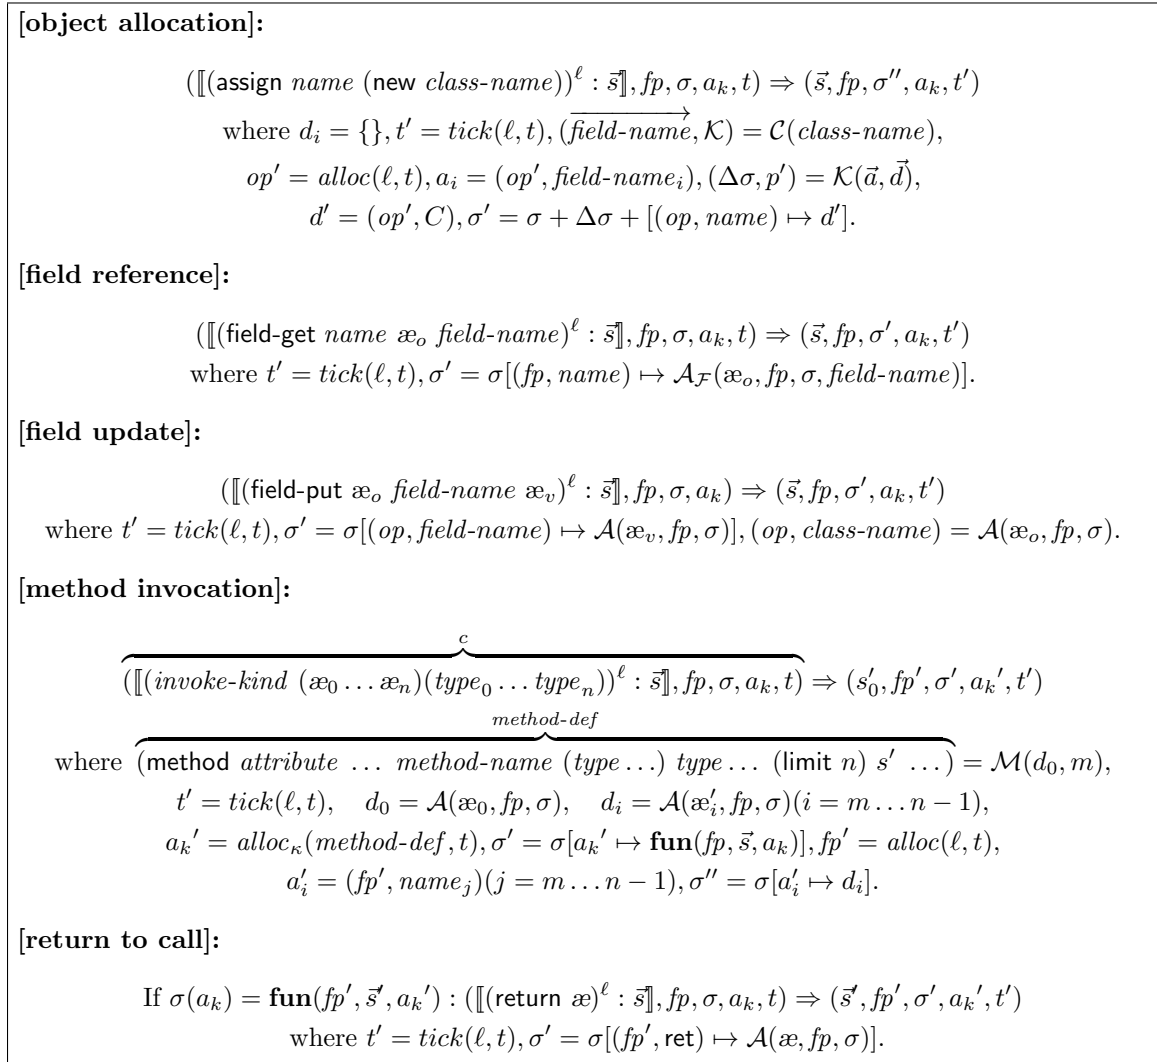 [object allocation]:
(⟦(assign name (new class-name))^ℓ : s⃗⟧, fp, σ, a_k, t) ⇒ (s⃗, fp, σ′′, a_k, t′)
where d_i = {}, t′ = tick(ℓ, t), (\overrightarrow{field-name}, 𝒦) = 𝒞(class-name),
op′ = alloc(ℓ, t), a_i = (op′, field-name_i), (Δσ, p′) = 𝒦(a⃗, d⃗),
d′ = (op′, C), σ′ = σ + Δσ + [(op, name) ↦ d′].
[field reference]:
(⟦(field-get name æ_o field-name)^ℓ : s⃗⟧, fp, σ, a_k, t) ⇒ (s⃗, fp, σ′, a_k, t′)
where t′ = tick(ℓ, t), σ′ = σ[(fp, name) ↦ 𝒜_ℱ(æ_o, fp, σ, field-name)].
[field update]:
(⟦(field-put æ_o field-name æ_v)^ℓ : s⃗⟧, fp, σ, a_k) ⇒ (s⃗, fp, σ′, a_k, t′)
where t′ = tick(ℓ, t), σ′ = σ[(op, field-name) ↦ 𝒜(æ_v, fp, σ)], (op, class-name) = 𝒜(æ_o, fp, σ).
[method invocation]:
c
(⟦(invoke-kind (æ_0 … æ_n)(type_0 … type_n))^ℓ : s⃗⟧, fp, σ, a_k, t) ⇒ (s′_0, fp′, σ′, a_k′, t′)
method-def
where (method attribute … method-name (type …) type … (limit n) s′ …) = ℳ(d_0, m),
t′ = tick(ℓ, t), d_0 = 𝒜(æ_0, fp, σ), d_i = 𝒜(æ′_i, fp, σ)(i = m … n − 1),
a_k′ = alloc_κ(method-def, t), σ′ = σ[a_k′ ↦ fun(fp, s⃗, a_k)], fp′ = alloc(ℓ, t),
a′_i = (fp′, name_j)(j = m … n − 1), σ′′ = σ[a′_i ↦ d_i].
[return to call]:
If σ(a_k) = fun(fp′, s⃗′, a_k′) : (⟦(return æ)^ℓ : s⃗⟧, fp, σ, a_k, t) ⇒ (s⃗′, fp′, σ′, a_k′, t′)
where t′ = tick(ℓ, t), σ′ = σ[(fp′, ret) ↦ 𝒜(æ, fp, σ)].